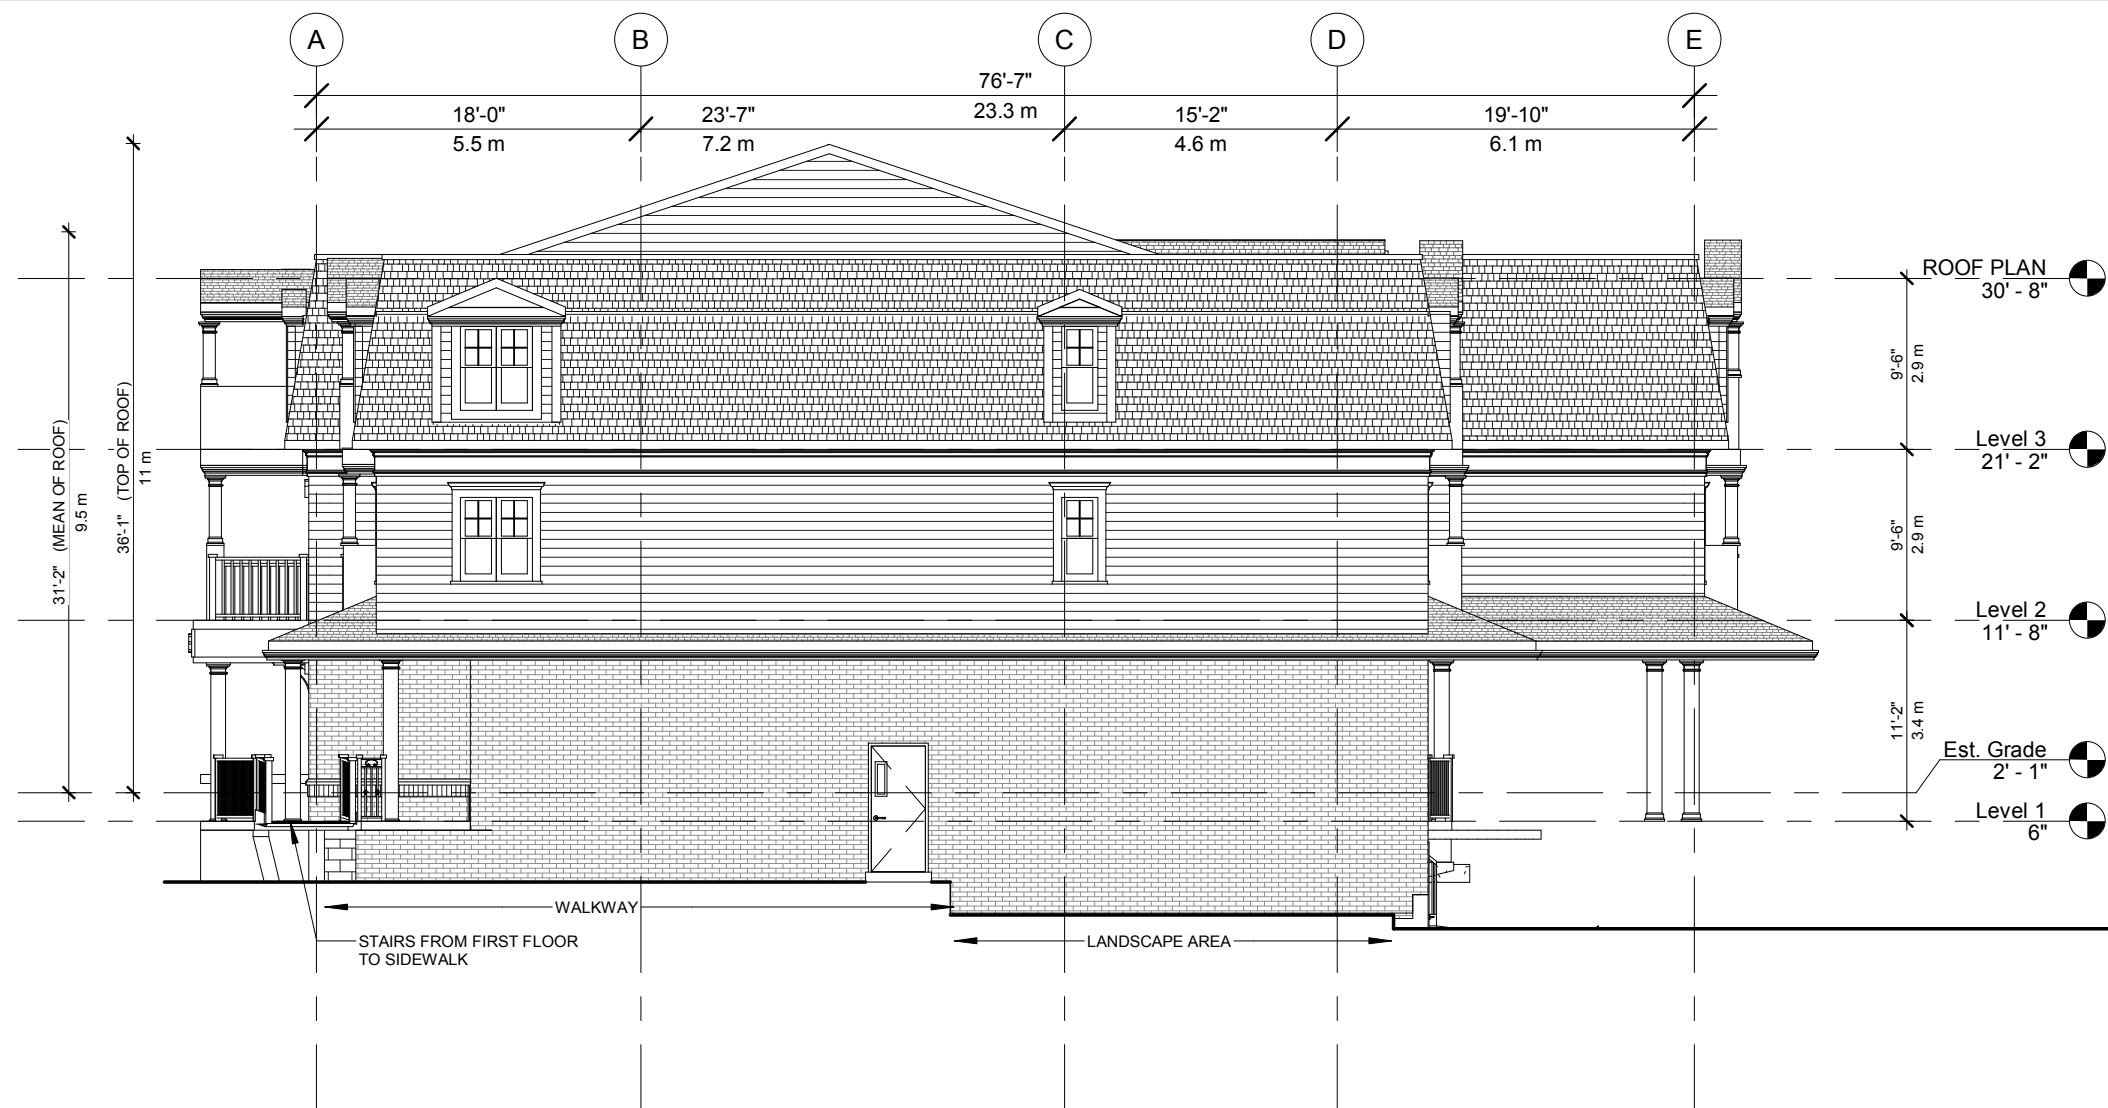 A
B
C
D
E
76'-7"
23.3 m
18'-0"
5.5 m
23'-7"
7.2 m
15'-2"
4.6 m
19'-10"
6.1 m
31'-2" (MEAN OF ROOF)
9.5 m
36'-1" (TOP OF ROOF)
11 m
ROOF PLAN
30' - 8"
9'-6"
2.9 m
Level 3
21' - 2"
9'-6"
2.9 m
Level 2
11' - 8"
11'-2"
3.4 m
Est. Grade
2' - 1"
Level 1
6"
WALKWAY
STAIRS FROM FIRST FLOOR
TO SIDEWALK
LANDSCAPE AREA